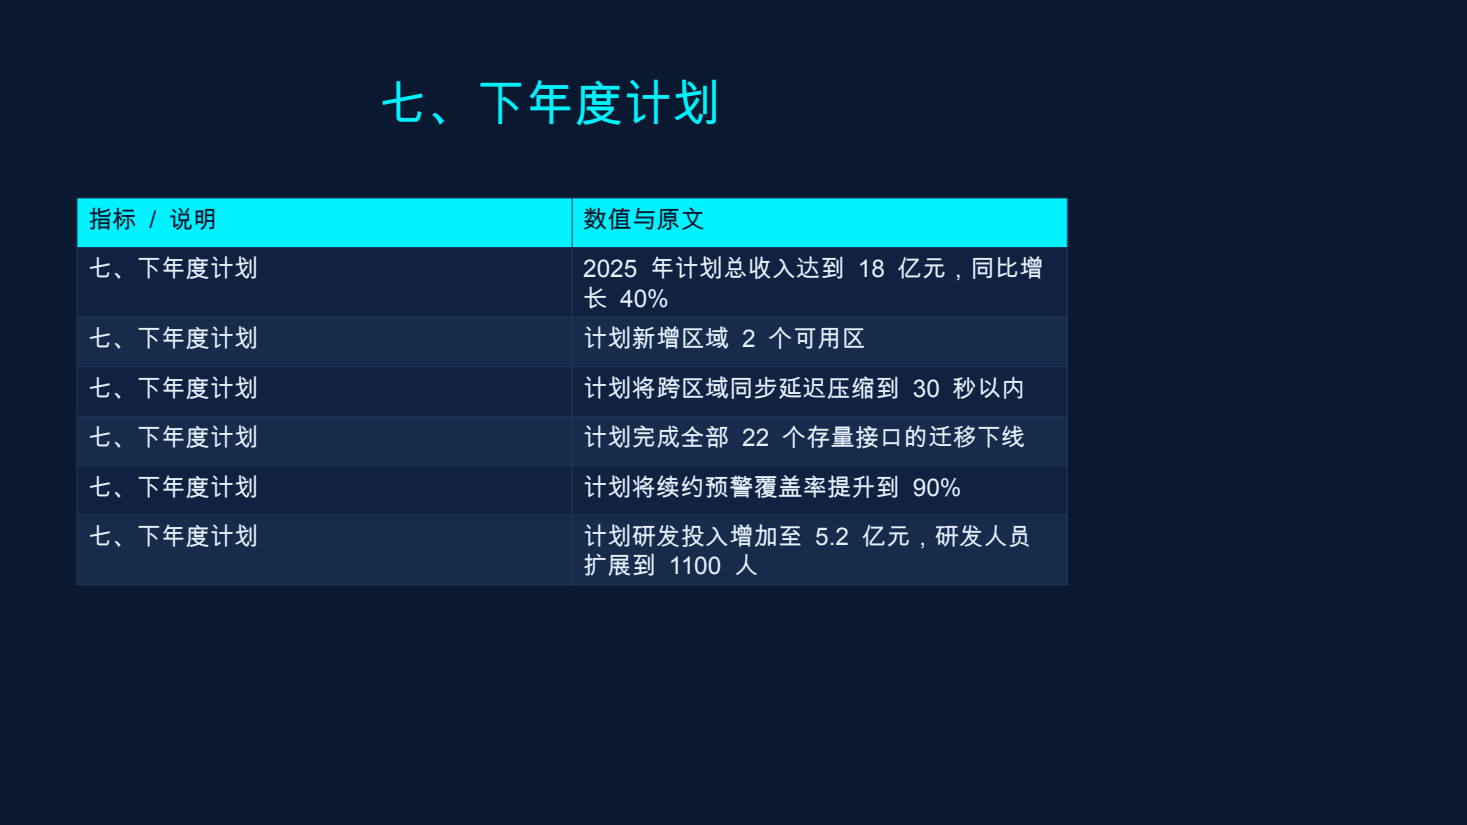 七、下年度计划
指标 / 说明
数值与原文
七、下年度计划
2025 年计划总收入达到 18 亿元，同比增
长 40%
七、下年度计划
计划新增区域 2 个可用区
七、下年度计划
计划将跨区域同步延迟压缩到 30 秒以内
七、下年度计划
计划完成全部 22 个存量接口的迁移下线
七、下年度计划
计划将续约预警覆盖率提升到 90%
七、下年度计划
计划研发投入增加至 5.2 亿元，研发人员
扩展到 1100 人